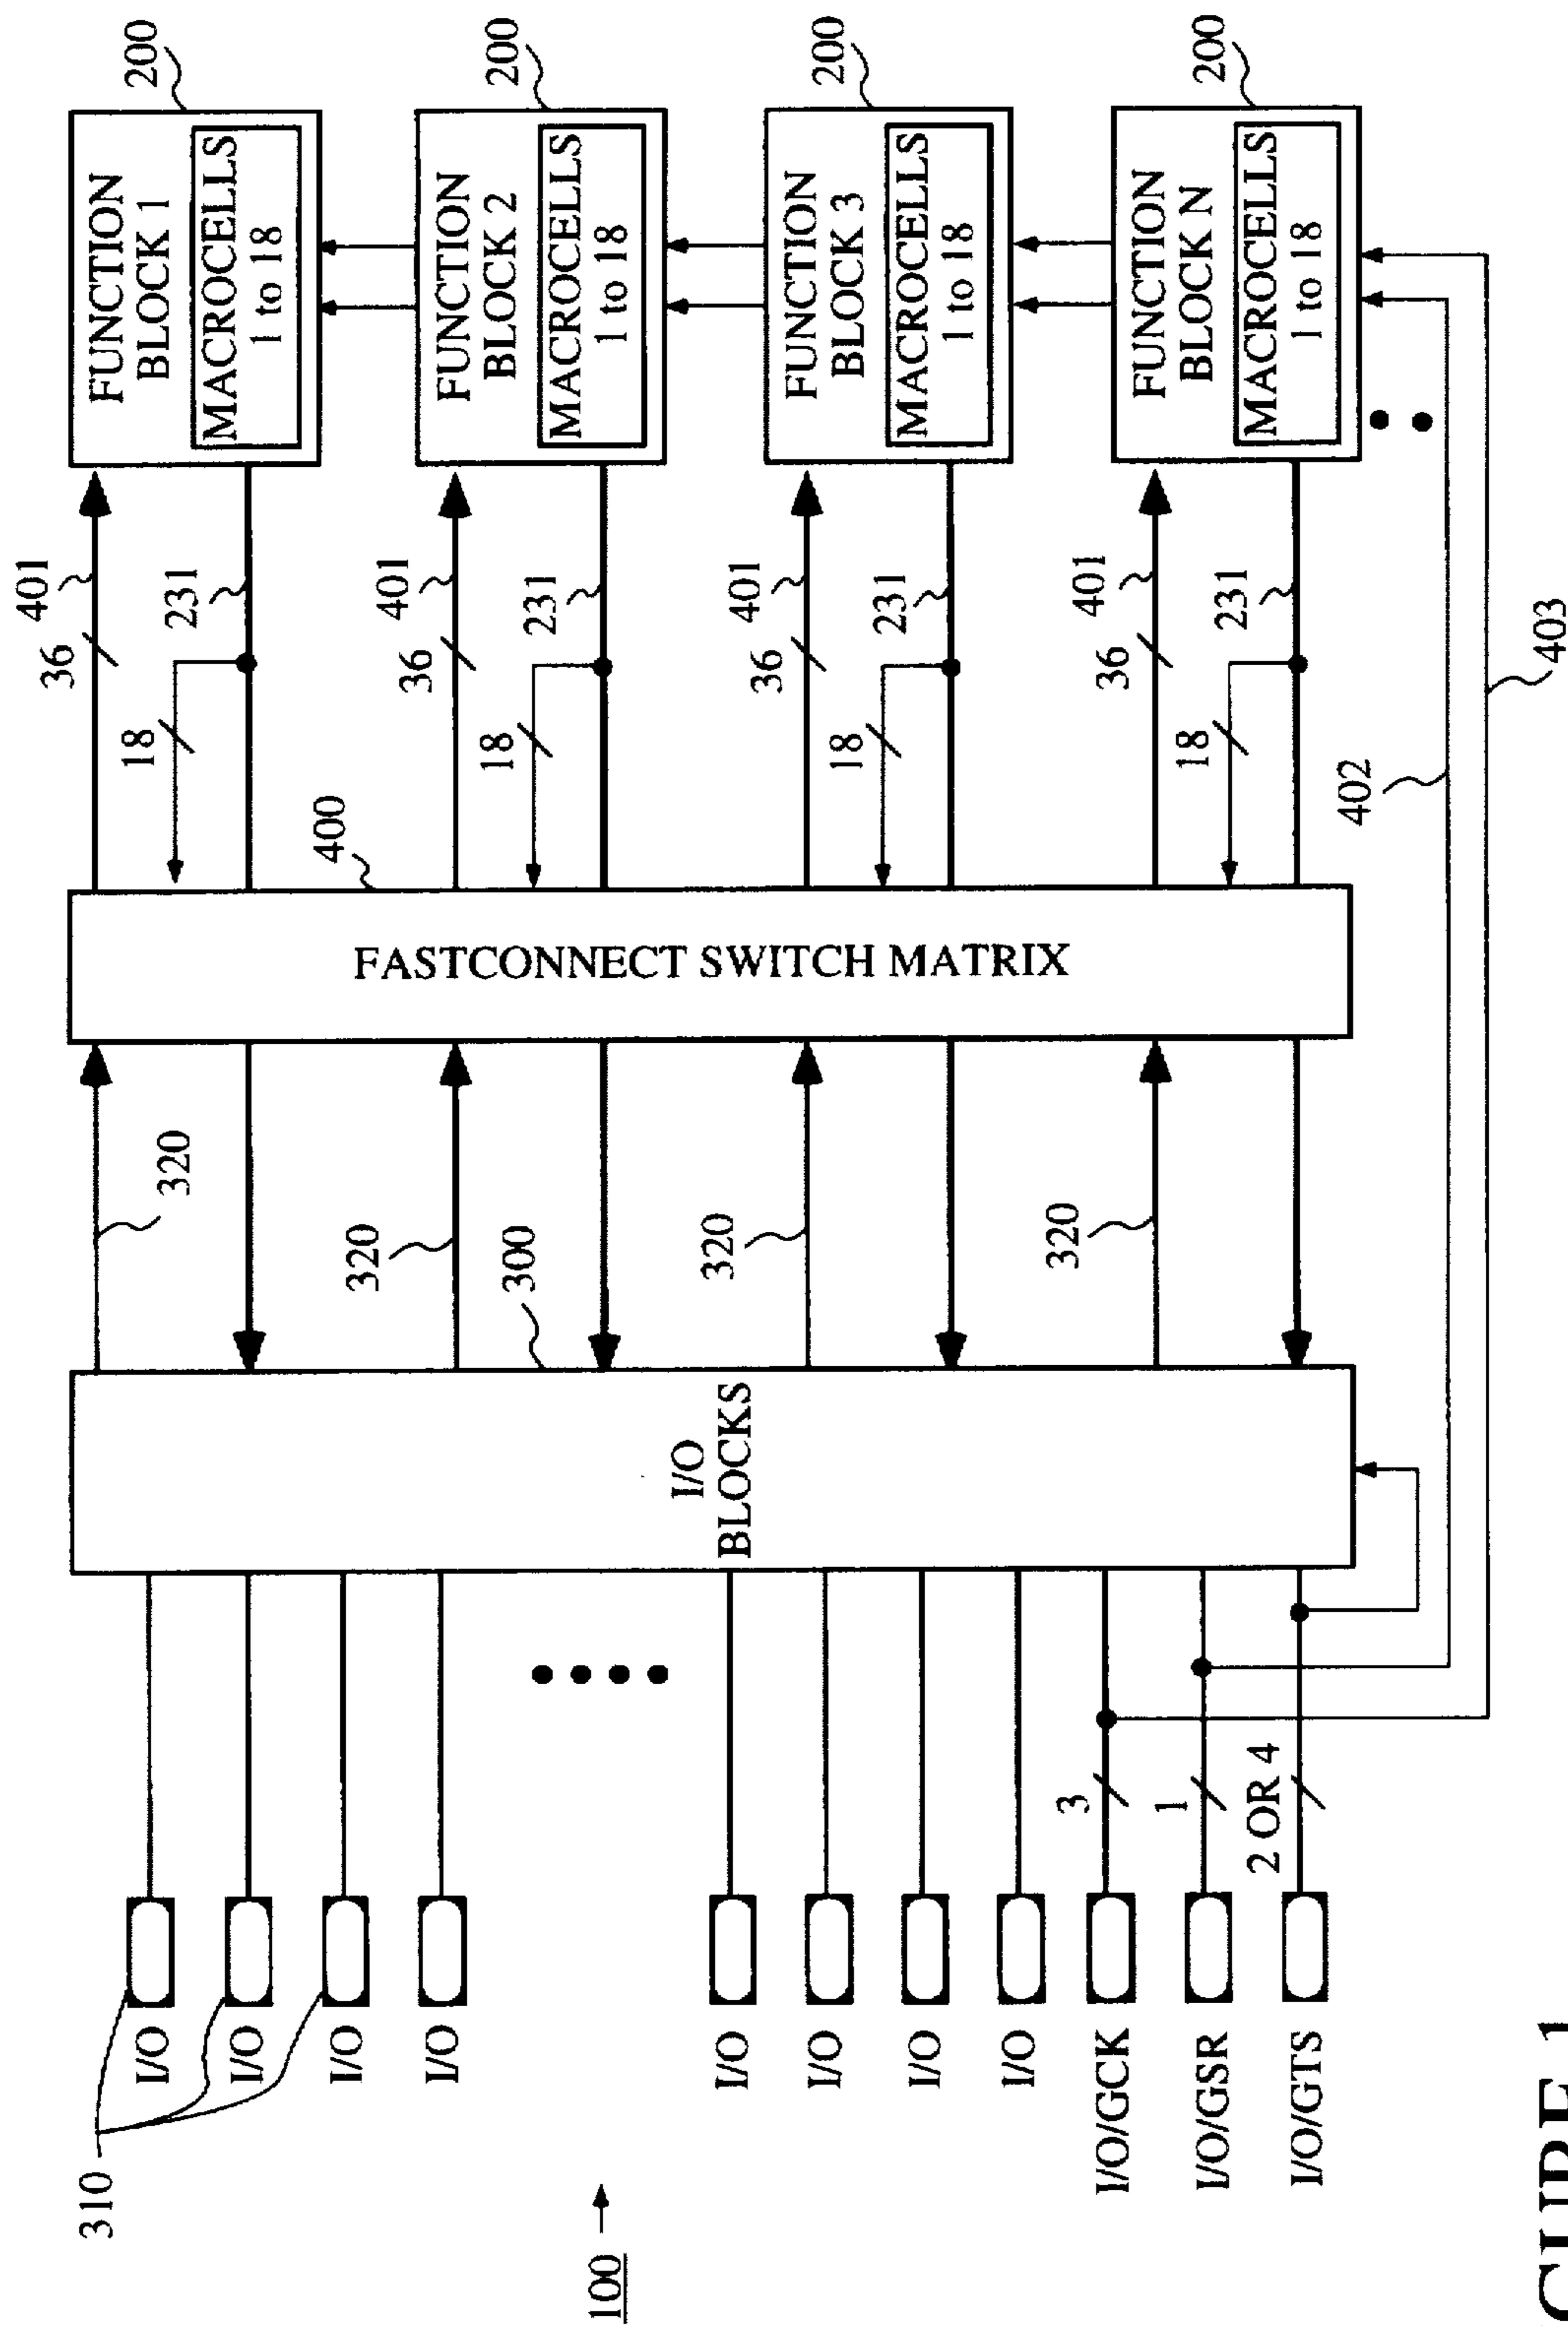 310
I/O
I/O
I/O
I/O
I/O
I/O
I/O
I/O
I/O/GCK
I/O/GSR
I/O/GTS
3
1
2 OR 4
100
I/O
BLOCKS
300
320
320
320
320
FASTCONNECT SWITCH MATRIX
400
36
401
18
231
36
401
18
231
36
401
18
231
36
401
18
231
402
403
FUNCTION
BLOCK 1
MACROCELLS
1 to 18
200
FUNCTION
BLOCK 2
MACROCELLS
1 to 18
200
FUNCTION
BLOCK 3
MACROCELLS
1 to 18
200
FUNCTION
BLOCK N
MACROCELLS
1 to 18
200